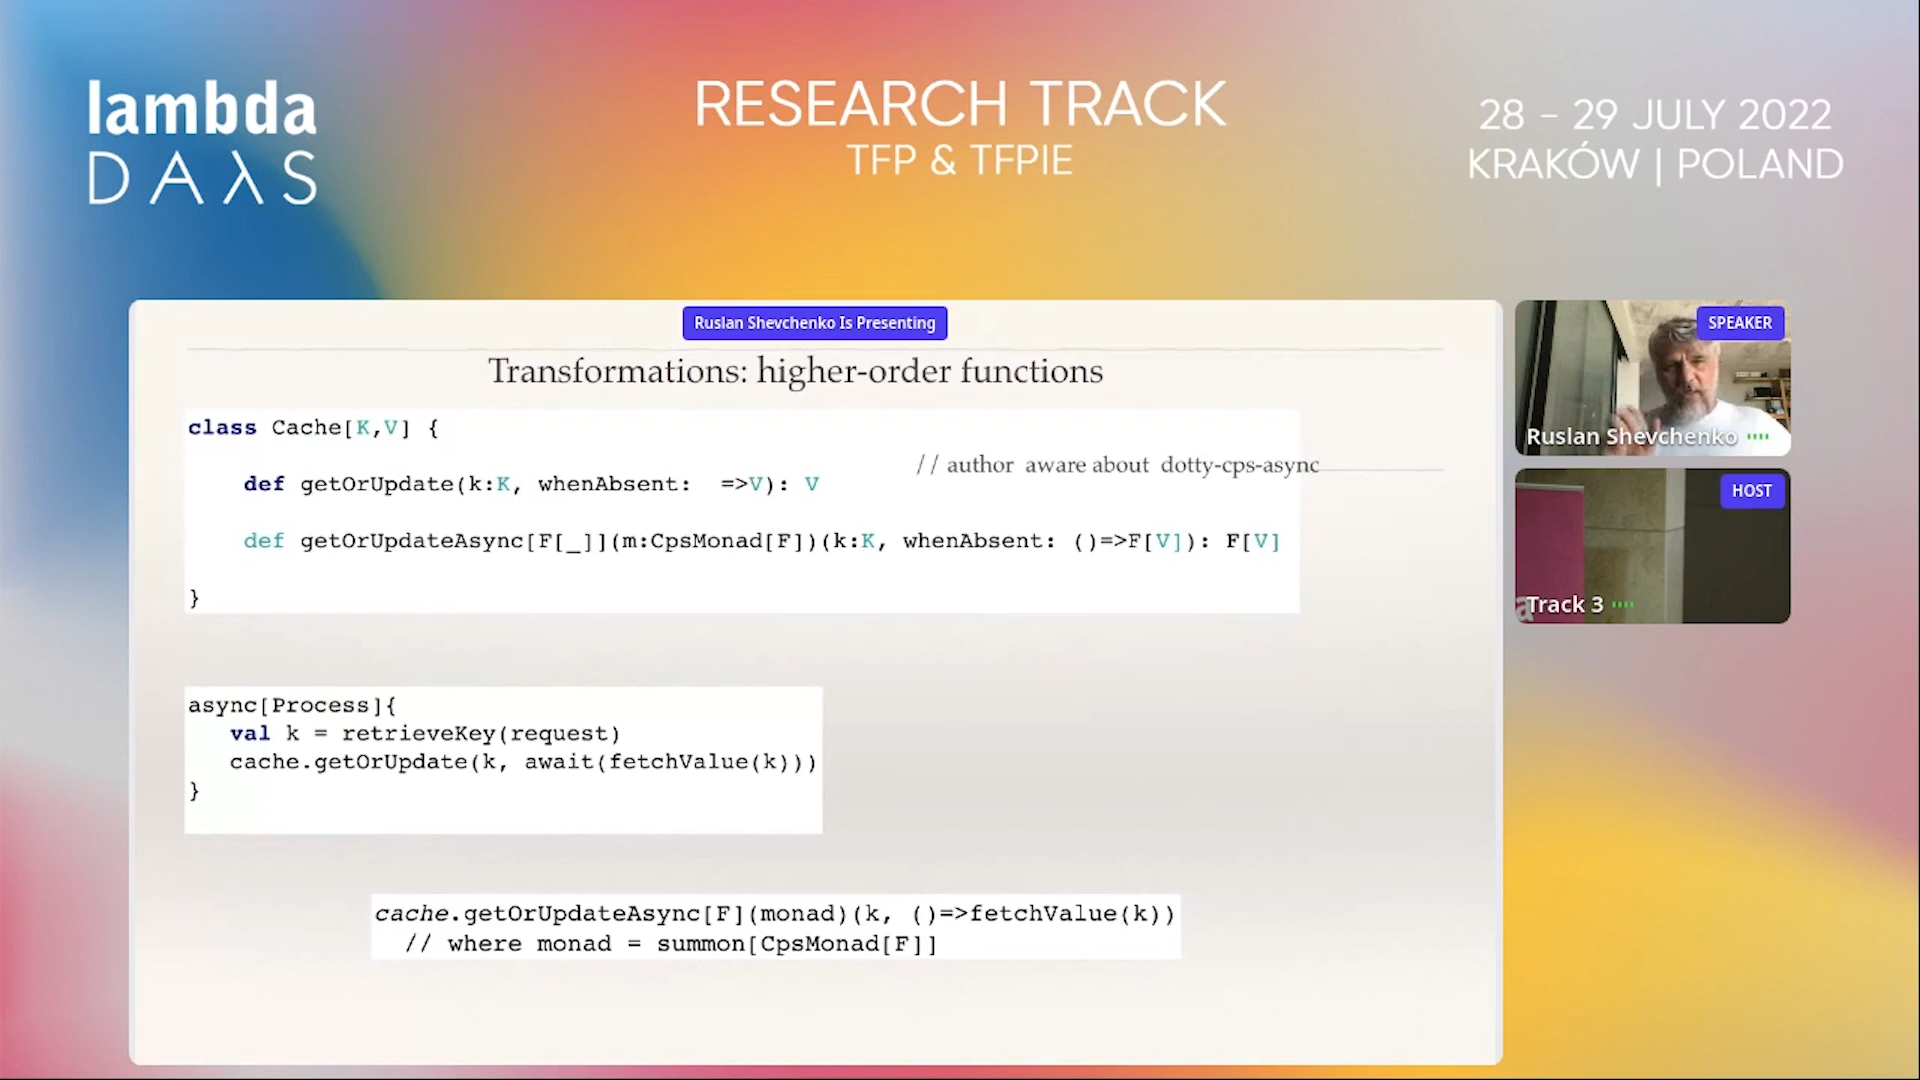 lambda
DAλS
RESEARCH TRACK
TFP & TFPIE
28 – 29 JULY 2022
KRAKÓW | POLAND
Ruslan Shevchenko Is Presenting
Transformations: higher-order functions
class Cache[K,V] {
// author aware about dotty-cps-async
def getOrUpdate(k:K, whenAbsent: =>V): V
def getOrUpdateAsync[F[_]](m:CpsMonad[F])(k:K, whenAbsent: ()=>F[V]): F[V]
}
async[Process]{
val k = retrieveKey(request)
cache.getOrUpdate(k, await(fetchValue(k)))
}
cache.getOrUpdateAsync[F](monad)(k, ()=>fetchValue(k))
// where monad = summon[CpsMonad[F]]
SPEAKER
Ruslan Shevchenko
HOST
Track 3